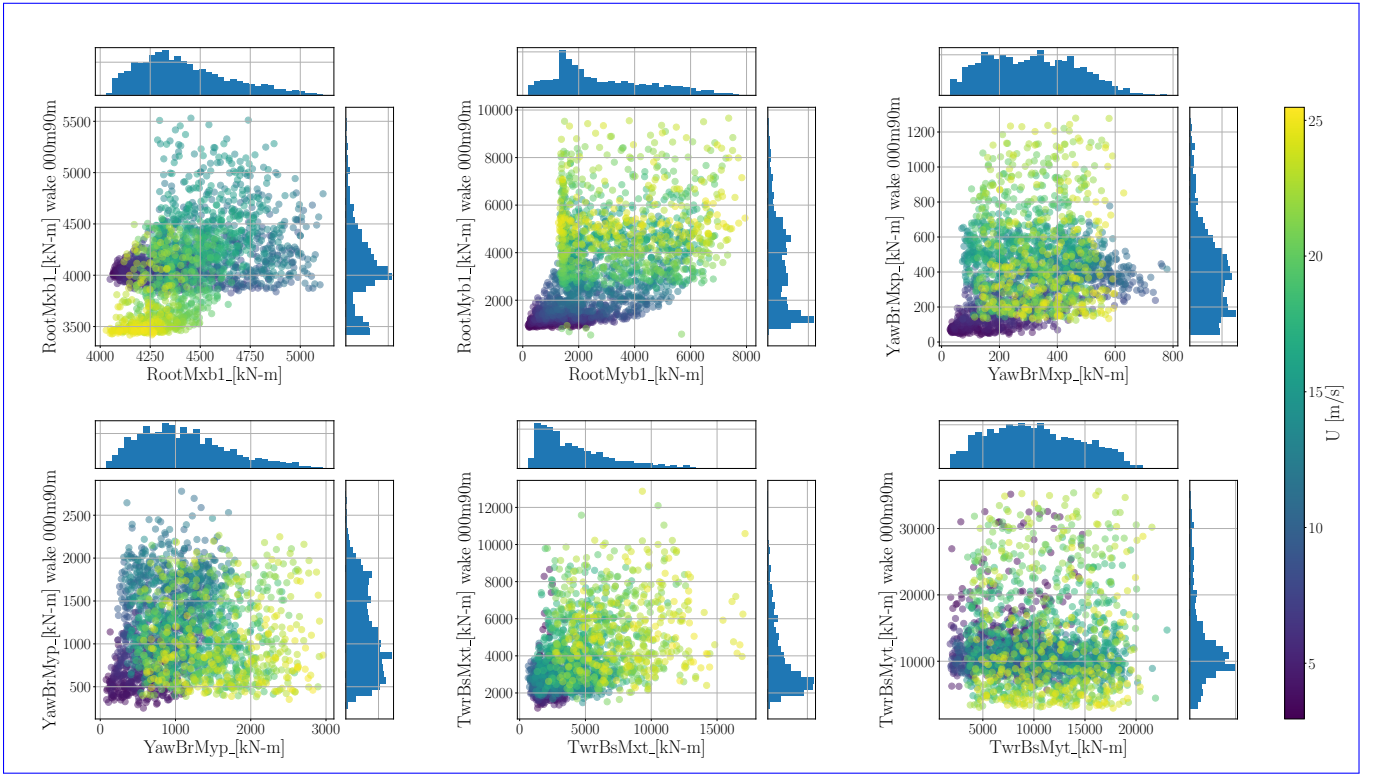 RootMxb1_[kN-m] wake 000m90m
5500
5000
4500
4000
3500
4000 4250 4500 4750 5000
RootMxb1_[kN-m]
RootMyb1_[kN-m] wake 000m90m
10000
8000
6000
4000
2000
0 2000 4000 6000 8000
RootMyb1_[kN-m]
YawBrMxp_[kN-m] wake 000m90m
1200
1000
800
600
400
200
0
0 200 400 600 800
YawBrMxp_[kN-m]
YawBrMyp_[kN-m] wake 000m90m
2500
2000
1500
1000
500
0 1000 2000 3000
YawBrMyp_[kN-m]
TwrBsMxt_[kN-m] wake 000m90m
12000
10000
8000
6000
4000
2000
0 5000 10000 15000
TwrBsMxt_[kN-m]
TwrBsMyt_[kN-m] wake 000m90m
30000
20000
10000
5000 10000 15000 20000
TwrBsMyt_[kN-m]
25
20
15
10
5
U [m/s]